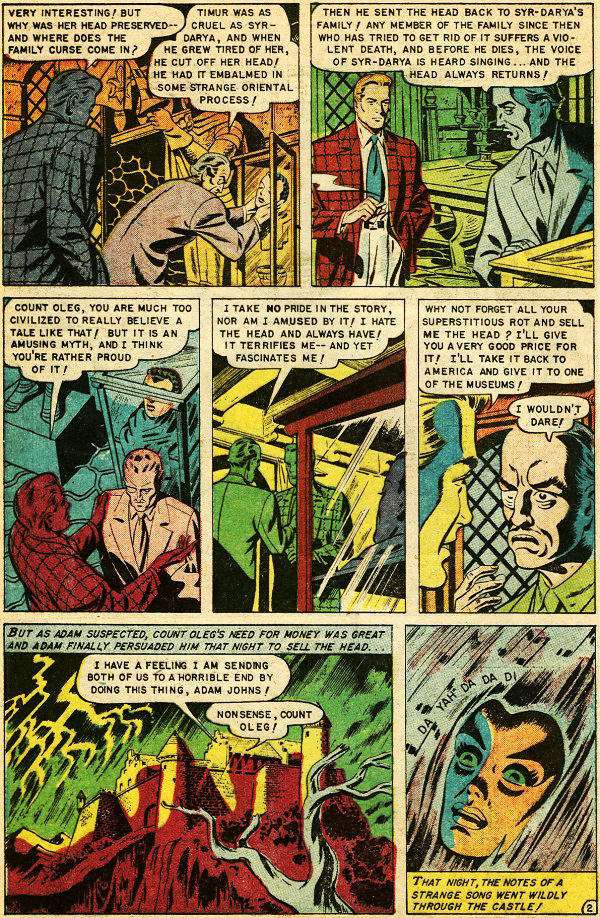 VERY INTERESTING! BUT
WHY WAS HER HEAD PRESERVED--
AND WHERE DOES THE
FAMILY CURSE COME IN?
TIMUR WAS AS
CRUEL AS SYR-
DARYA, AND WHEN
HE GREW TIRED OF HER,
HE CUT OFF HER HEAD!
HE HAD IT EMBALMED IN
SOME STRANGE ORIENTAL
PROCESS!
THEN HE SENT THE HEAD BACK TO SYR-DARYA'S
FAMILY! ANY MEMBER OF THE FAMILY SINCE THEN
WHO HAS TRIED TO GET RID OF IT SUFFERS A VIO-
LENT DEATH, AND BEFORE HE DIES, THE VOICE
OF SYR-DARYA IS HEARD SINGING... AND THE
HEAD ALWAYS RETURNS!
COUNT OLEG, YOU ARE MUCH TOO
CIVILIZED TO REALLY BELIEVE A
TALE LIKE THAT! BUT IT IS AN
AMUSING MYTH, AND I THINK
YOU'RE RATHER PROUD
OF IT!
I TAKE NO PRIDE IN THE STORY,
NOR AM I AMUSED BY IT! I HATE
THE HEAD AND ALWAYS HAVE!
IT TERRIFIES ME-- AND YET
FASCINATES ME!
WHY NOT FORGET ALL YOUR
SUPERSTITIOUS ROT AND SELL
ME THE HEAD? I'LL GIVE
YOU A VERY GOOD PRICE FOR
IT! I'LL TAKE IT BACK TO
AMERICA AND GIVE IT TO ONE
OF THE MUSEUMS!
I WOULDN'T
DARE!
BUT AS ADAM SUSPECTED, COUNT OLEG'S NEED FOR MONEY WAS GREAT
AND ADAM FINALLY PERSUADED HIM THAT NIGHT TO SELL THE HEAD.
I HAVE A FEELING I AM SENDING
BOTH OF US TO A HORRIBLE END BY
DOING THIS THING, ADAM JOHNS!
NONSENSE, COUNT
OLEG!
DA YAH DA DA DI
THAT NIGHT, THE NOTES OF A
STRANGE SONG WENT WILDLY
THROUGH THE CASTLE!
2